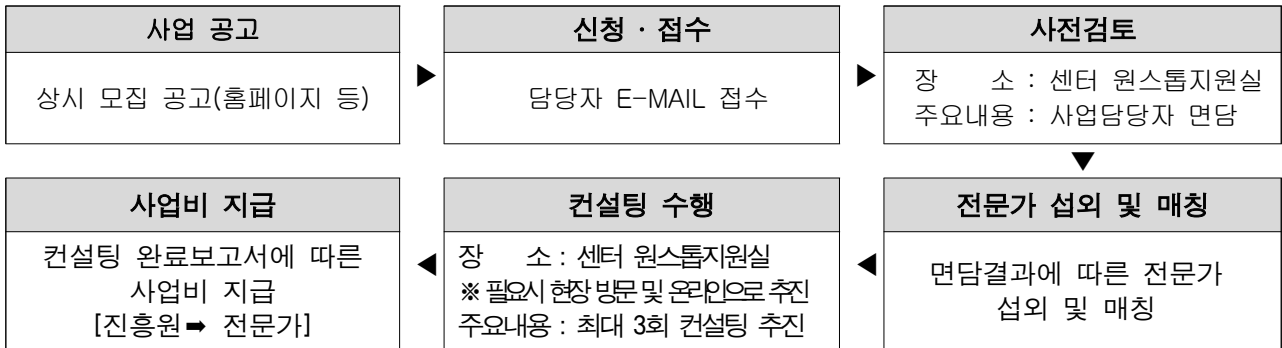 사업 공고
상시 모집 공고(홈페이지 등)
▶
신청·접수
담당자 E-MAIL 접수
▶
사전검토
장 소 : 센터 원스톱지원실
주요내용 : 사업담당자 면담
▼
전문가 섭외 및 매칭
면담결과에 따른 전문가
섭외 및 매칭
◀
컨설팅 수행
장 소 : 센터 원스톱지원실
※ 필요시 현장 방문 및 온라인으로 추진
주요내용 : 최대 3회 컨설팅 추진
◀
사업비 지급
컨설팅 완료보고서에 따른
사업비 지급
[진흥원➡ 전문가]